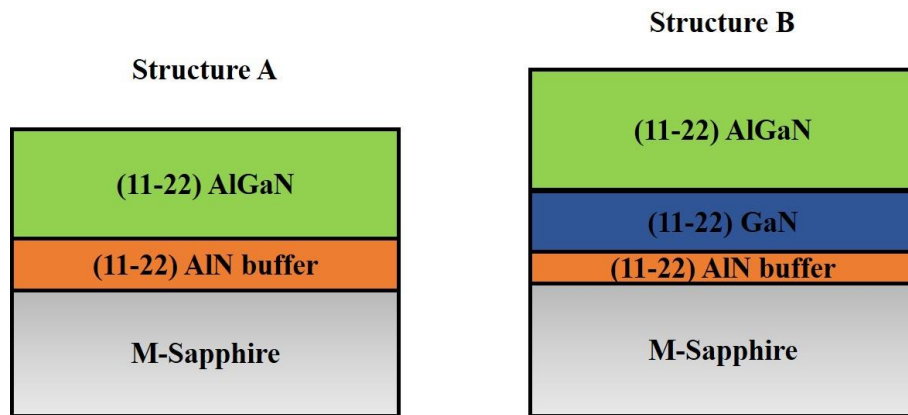 Structure A
(11-22) AlGaN
(11-22) AlN buffer
M-Sapphire
Structure B
(11-22) AlGaN
(11-22) GaN
(11-22) AlN buffer
M-Sapphire